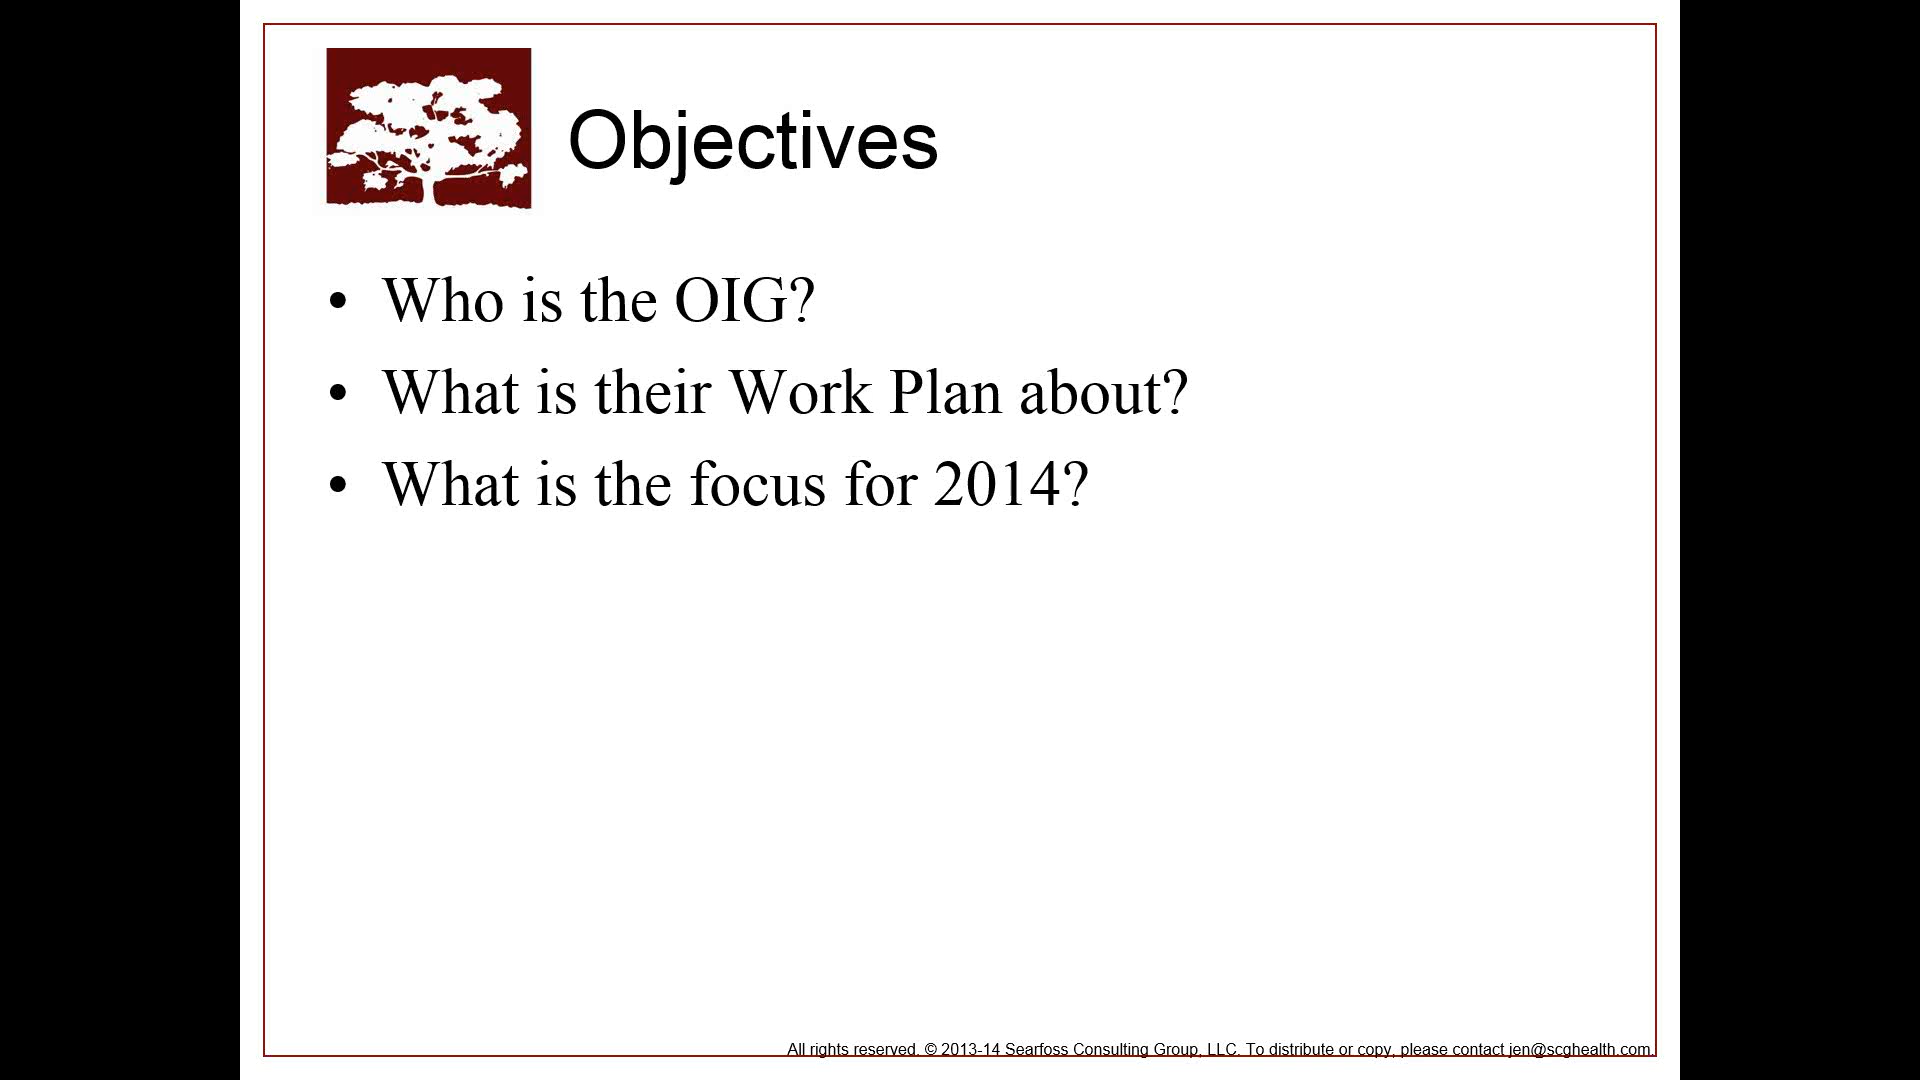 Objectives
• Who is the OIG?
• What is their Work Plan about?
• What is the focus for 2014?
All rights reserved. © 2013-14 Searfoss Consulting Group, LLC. To distribute or copy, please contact jen@scghealth.com.